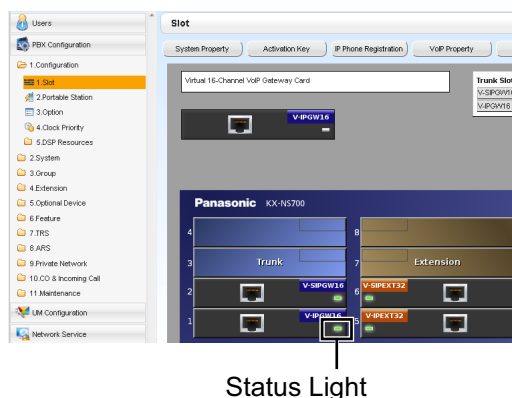 Users
Slot
PBX Configuration
System Property
Activation Key
IP Phone Registration
VoIP Property
1.Configuration
1.Slot
2.Portable Station
3.Option
4.Clock Priority
5.DSP Resources
2.System
3.Group
4.Extension
5.Optional Device
6.Feature
7.TRS
8.ARS
9.Private Network
10.CO & Incoming Call
11.Maintenance
UM Configuration
Network Service
Virtual 16-Channel VoIP Gateway Card
Trunk Slot
V-SIPGW16
V-IPGW16
V-IPGW16
Panasonic KX-NS700
4
8
3
Trunk
7
Extension
2
V-SIPGW16
6
V-SIPEXT32
1
V-IPGW16
5
V-IPEXT32
Status Light